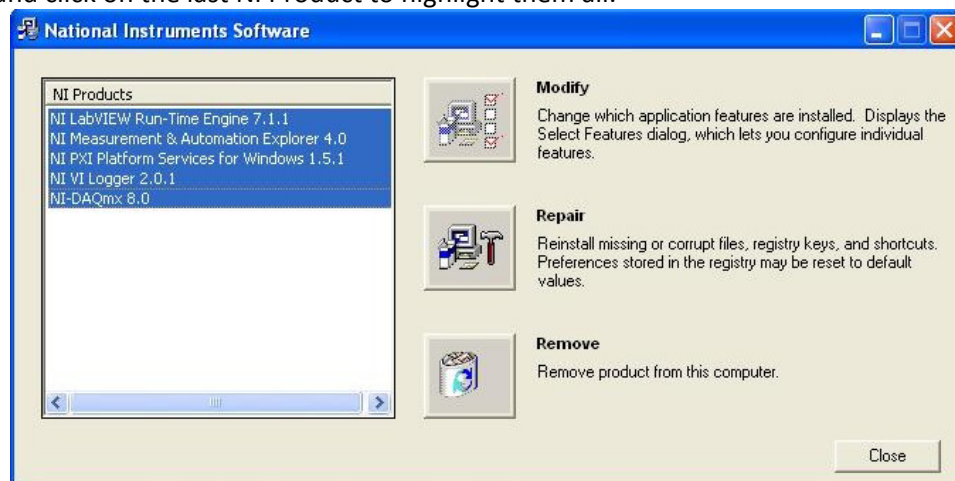 and click on the last NI Product to highlight them all.
National Instruments Software
NI Products
NI LabVIEW Run-Time Engine 7.1.1
NI Measurement & Automation Explorer 4.0
NI PXI Platform Services for Windows 1.5.1
NI VI Logger 2.0.1
NI-DAQmx 8.0
Modify
Change which application features are installed. Displays the
Select Features dialog, which lets you configure individual
features.
Repair
Reinstall missing or corrupt files, registry keys, and shortcuts.
Preferences stored in the registry may be reset to default
values.
Remove
Remove product from this computer.
Close